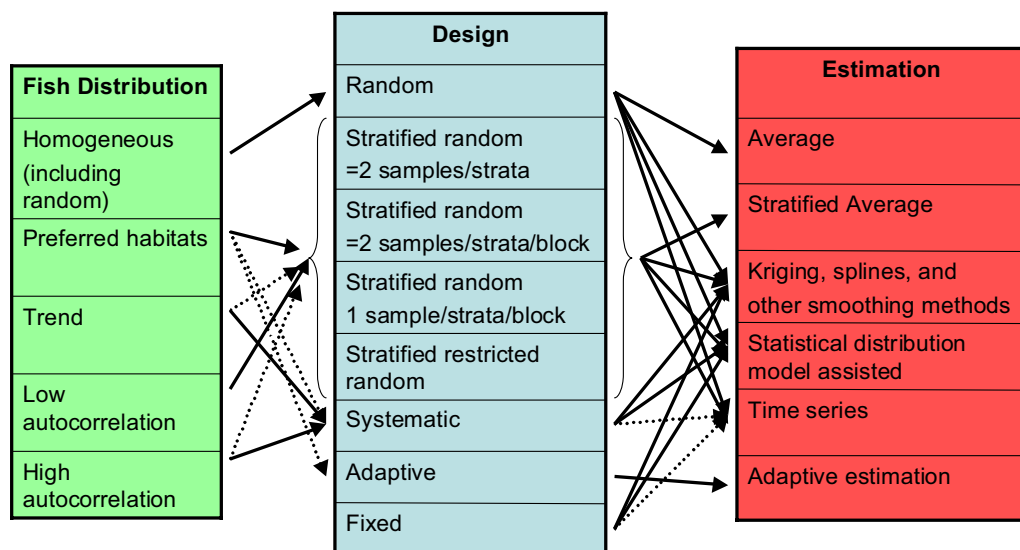 Fish Distribution
Homogeneous
(including
random)
Preferred habitats
Trend
Low
autocorrelation
High
autocorrelation
Design
Random
Stratified random
=2 samples/strata
Stratified random
=2 samples/strata/block
Stratified random
1 sample/strata/block
Stratified restricted
random
Systematic
Adaptive
Fixed
Estimation
Average
Stratified Average
Kriging, splines, and
other smoothing methods
Statistical distribution
model assisted
Time series
Adaptive estimation